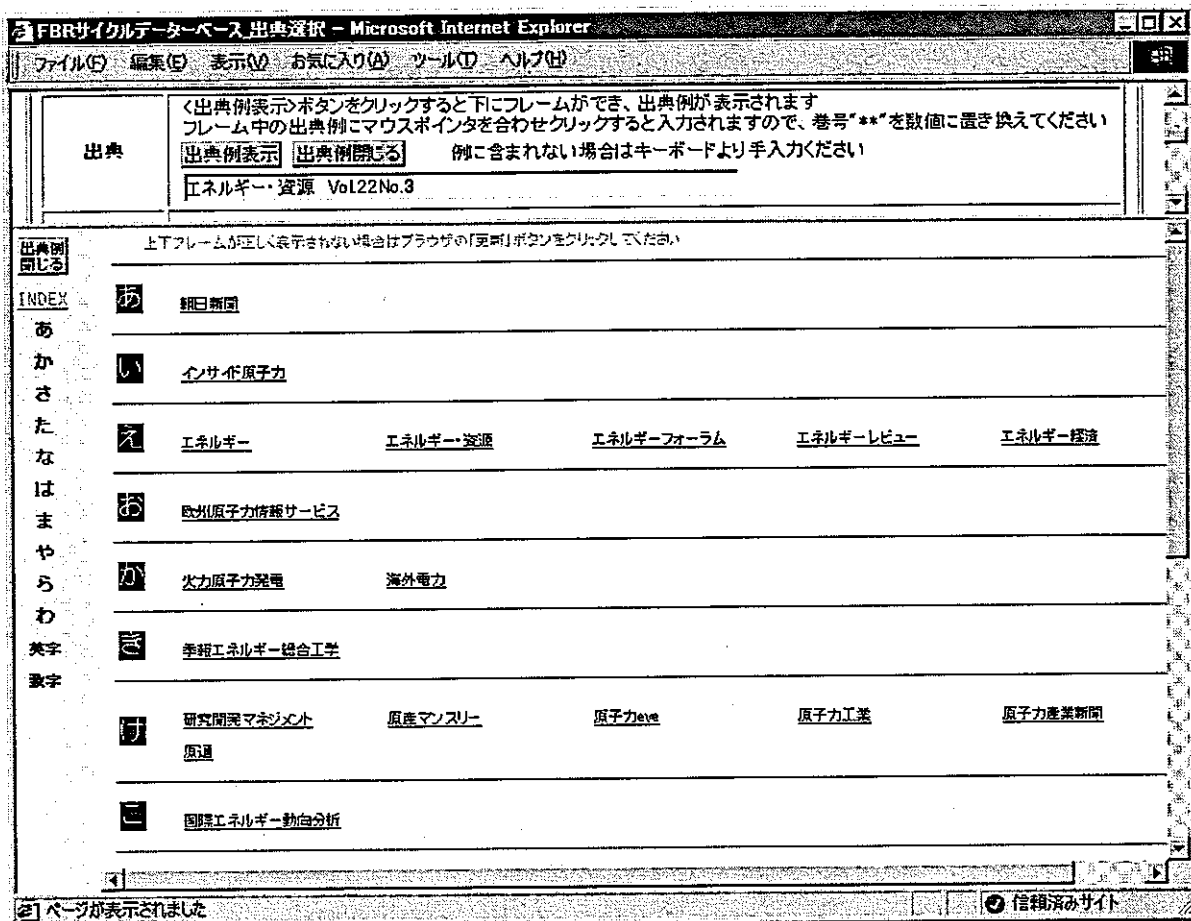 FBRサイクルデーターベース_出典選択 - Microsoft Internet Explorer
ファイル(F) 編集(E) 表示(V) お気に入り(A) ツール(T) ヘルプ(H)
<出典例表示>ボタンをクリックすると下にフレームができ、出典例が表示されます
フレーム中の出典例にマウスポインタを合わせクリックすると入力されますので、巻号"**"を数値に置き換えてください
出典
出典例表示 出典例閉じる 例に含まれない場合はキーボードより手入力ください
エネルギー・資源 Vol.22No.3
出典例閉じる
上下フレームが正しく表示されない場合はブラウザの「更新」ボタンをクリックしてください
INDEX
あ
か
さ
た
な
は
ま
や
ら
わ
英字
数字
あ 朝日新聞
い インサイド原子力
え エネルギー エネルギー・資源 エネルギーフォーラム エネルギーレビュー エネルギー経済
お 欧州原子力情報サービス
か 火力原子力発電 海外電力
き 季報エネルギー総合工学
け 研究開発マネジメント 原産マンスリー 原子力eye 原子力工業 原子力産業新聞
原通
こ 国際エネルギー動向分析
ページが表示されました 信頼済みサイト